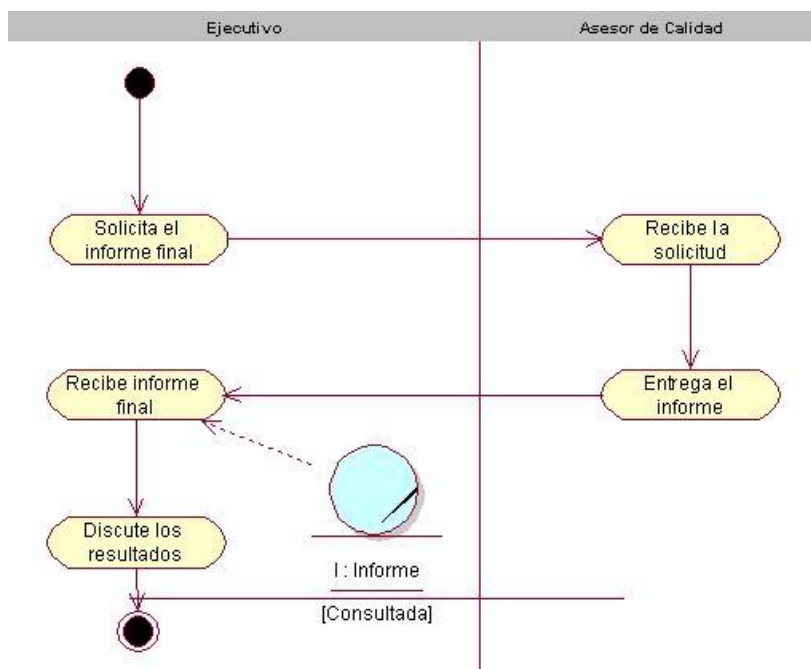 Ejecutivo
Asesor de Calidad
Solicita el
informe final
Recibe la
solicitud
Recibe informe
final
Entrega el
informe
Discute los
resultados
I : Informe
[Consultada]